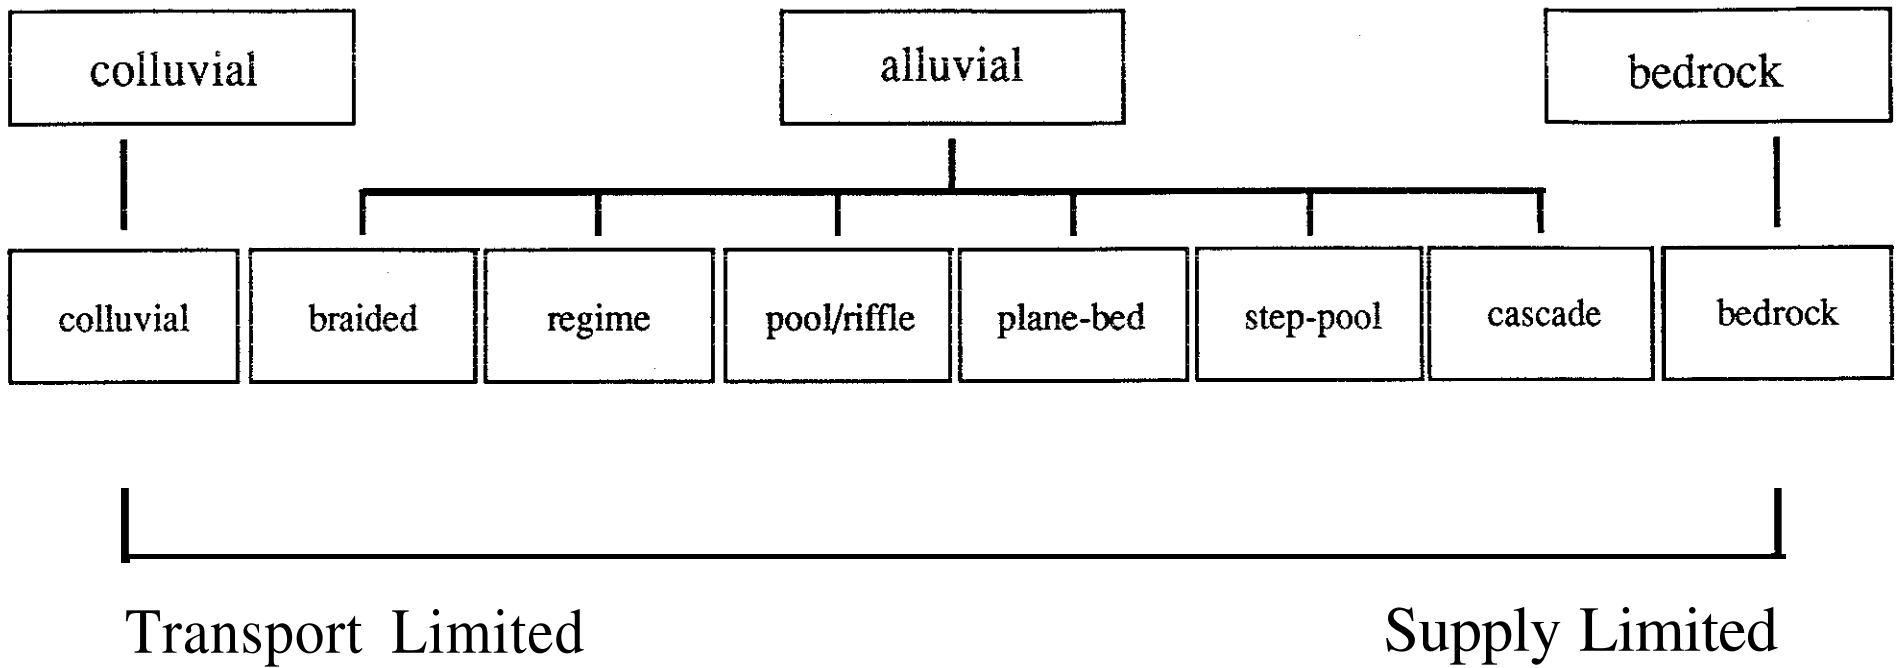 colluvial alluvial bedrock
colluvial braided regime pool/riffle plane-bed step-pool cascade bedrock
Transport Limited Supply Limited